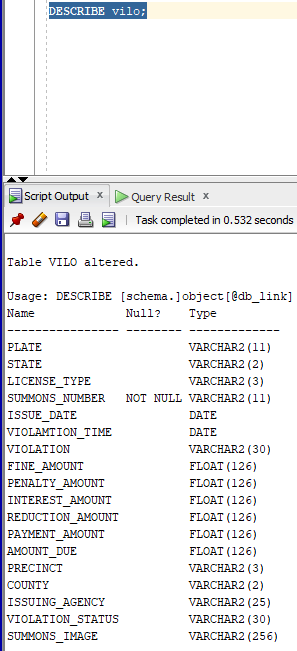 DESCRIBE vilo;
Script Output x Query Result x
Task completed in 0.532 seconds
Table VILO altered.
Usage: DESCRIBE [schema.]object[@db_link]
Name Null? Type
---------------- -------- -------------
PLATE VARCHAR2(11)
STATE VARCHAR2(2)
LICENSE_TYPE VARCHAR2(3)
SUMMONS_NUMBER NOT NULL VARCHAR2(11)
ISSUE_DATE DATE
VIOLAMTION_TIME DATE
VIOLATION VARCHAR2(30)
FINE_AMOUNT FLOAT(126)
PENALTY_AMOUNT FLOAT(126)
INTEREST_AMOUNT FLOAT(126)
REDUCTION_AMOUNT FLOAT(126)
PAYMENT_AMOUNT FLOAT(126)
AMOUNT_DUE FLOAT(126)
PRECINCT VARCHAR2(3)
COUNTY VARCHAR2(2)
ISSUING_AGENCY VARCHAR2(25)
VIOLATION_STATUS VARCHAR2(30)
SUMMONS_IMAGE VARCHAR2(256)